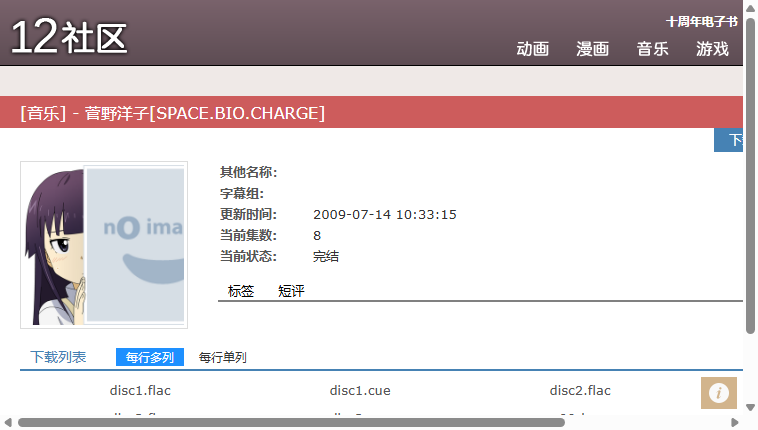 12社区
十周年电子书
动画 漫画 音乐 游戏
[音乐] - 菅野洋子[SPACE.BIO.CHARGE]
no ima
其他名称:
字幕组:
更新时间: 2009-07-14 10:33:15
当前集数: 8
当前状态: 完结
标签 短评
下载列表 每行多列 每行单列
disc1.flac disc1.cue disc2.flac